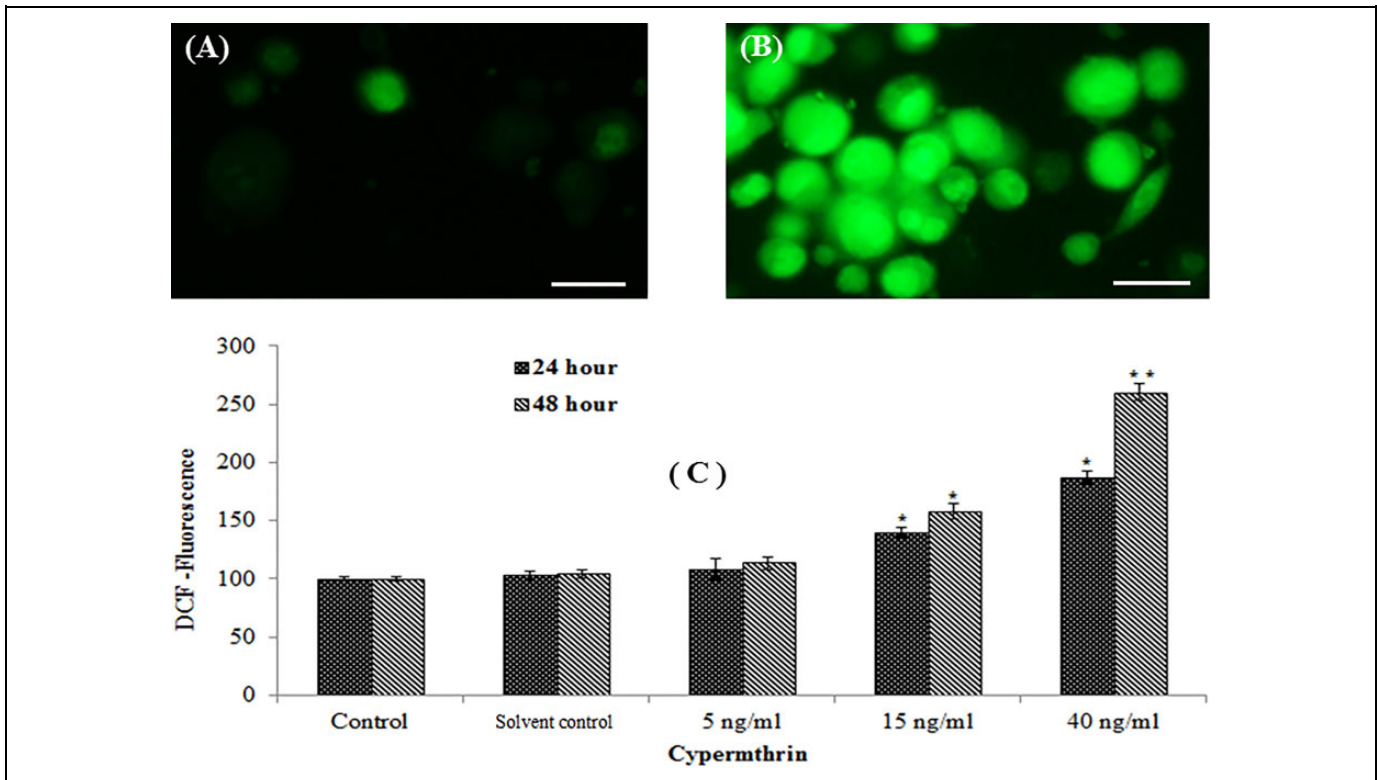 (A)
(B)
300
250
200
150
100
50
0
DCF -Fluorescence
24 hour
48 hour
( C )
*
*
*
* *
Control
Solvent control
5 ng/ml
15 ng/ml
40 ng/ml
Cypermthrin